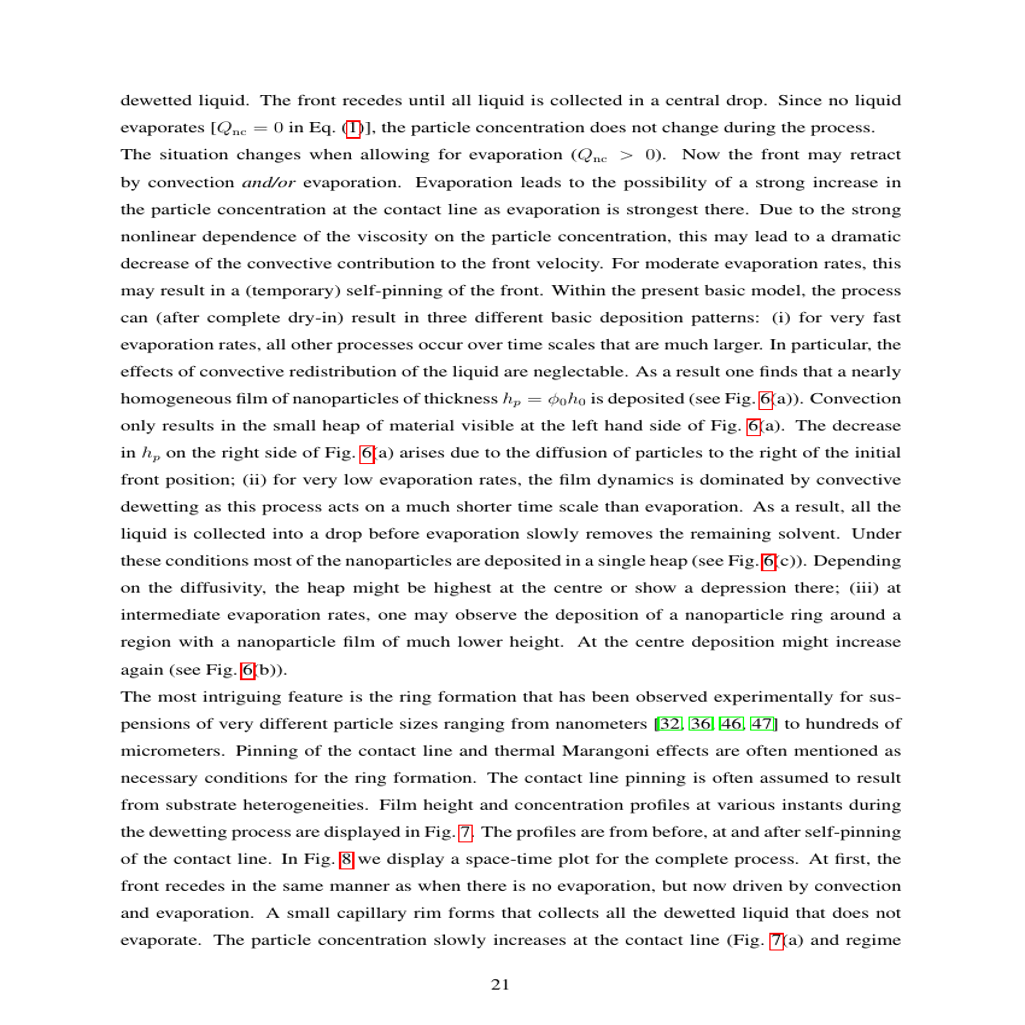 dewetted liquid. The front recedes until all liquid is collected in a central drop. Since no liquid
evaporates [Qnc = 0 in Eq. (1)], the particle concentration does not change during the process.
The situation changes when allowing for evaporation (Qnc > 0). Now the front may retract
by convection and/or evaporation. Evaporation leads to the possibility of a strong increase in
the particle concentration at the contact line as evaporation is strongest there. Due to the strong
nonlinear dependence of the viscosity on the particle concentration, this may lead to a dramatic
decrease of the convective contribution to the front velocity. For moderate evaporation rates, this
may result in a (temporary) self-pinning of the front. Within the present basic model, the process
can (after complete dry-in) result in three different basic deposition patterns: (i) for very fast
evaporation rates, all other processes occur over time scales that are much larger. In particular, the
effects of convective redistribution of the liquid are neglectable. As a result one finds that a nearly
homogeneous film of nanoparticles of thickness hp = ϕ0h0 is deposited (see Fig. 6(a)). Convection
only results in the small heap of material visible at the left hand side of Fig. 6(a). The decrease
in hp on the right side of Fig. 6(a) arises due to the diffusion of particles to the right of the initial
front position; (ii) for very low evaporation rates, the film dynamics is dominated by convective
dewetting as this process acts on a much shorter time scale than evaporation. As a result, all the
liquid is collected into a drop before evaporation slowly removes the remaining solvent. Under
these conditions most of the nanoparticles are deposited in a single heap (see Fig. 6(c)). Depending
on the diffusivity, the heap might be highest at the centre or show a depression there; (iii) at
intermediate evaporation rates, one may observe the deposition of a nanoparticle ring around a
region with a nanoparticle film of much lower height. At the centre deposition might increase
again (see Fig. 6(b)).
The most intriguing feature is the ring formation that has been observed experimentally for sus-
pensions of very different particle sizes ranging from nanometers [32, 36, 46, 47] to hundreds of
micrometers. Pinning of the contact line and thermal Marangoni effects are often mentioned as
necessary conditions for the ring formation. The contact line pinning is often assumed to result
from substrate heterogeneities. Film height and concentration profiles at various instants during
the dewetting process are displayed in Fig. 7. The profiles are from before, at and after self-pinning
of the contact line. In Fig. 8 we display a space-time plot for the complete process. At first, the
front recedes in the same manner as when there is no evaporation, but now driven by convection
and evaporation. A small capillary rim forms that collects all the dewetted liquid that does not
evaporate. The particle concentration slowly increases at the contact line (Fig. 7(a) and regime
21